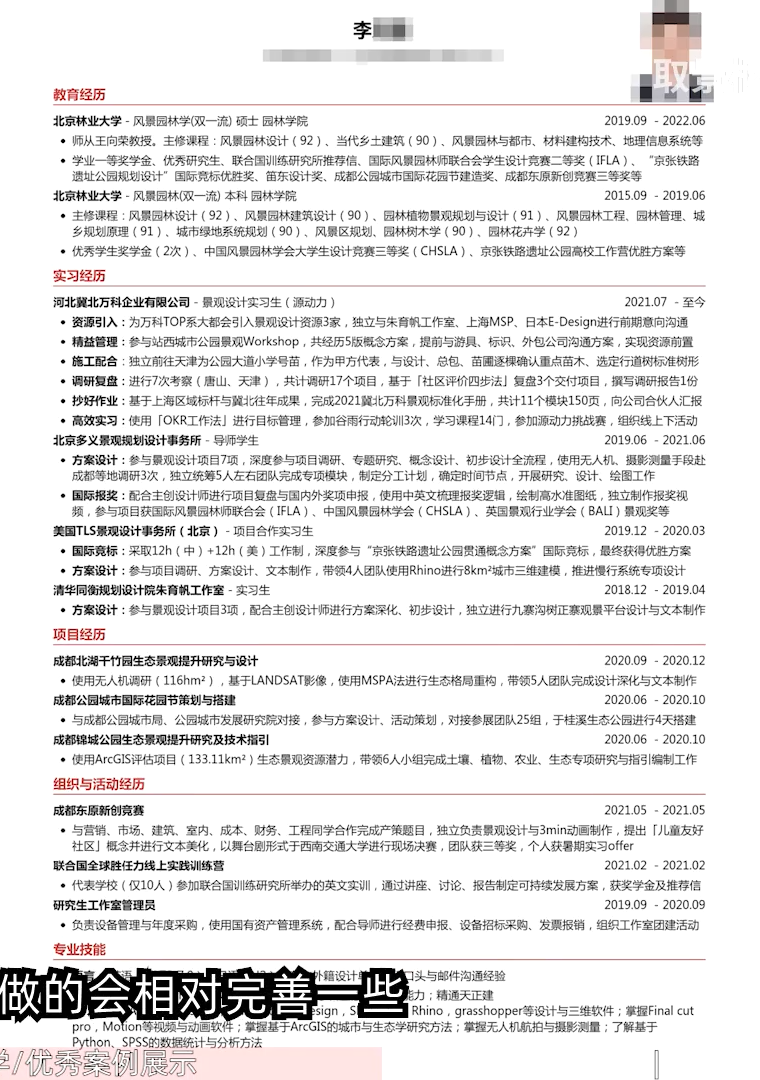 李
取景
教育经历
北京林业大学 - 风景园林学(双一流) 硕士 园林学院 2019.09 - 2022.06
• 师从王向荣教授。主修课程：风景园林设计（92）、当代乡土建筑（90）、风景园林与都市、材料建构技术、地理信息系统等
• 学业一等奖学金、优秀研究生、联合国训练研究所推荐信、国际风景园林师联合会学生设计竞赛二等奖（IFLA）、“京张铁路
遗址公园规划设计”国际竞标优胜奖、笛东设计奖、成都公园城市国际花园节建造奖、成都东原新创竞赛三等奖等
北京林业大学 - 风景园林(双一流) 本科 园林学院 2015.09 - 2019.06
• 主修课程：风景园林设计（92）、风景园林建筑设计（90）、园林植物景观规划与设计（91）、风景园林工程、园林管理、城
乡规划原理（91）、城市绿地系统规划（90）、风景区规划、园林树木学（90）、园林花卉学（92）
• 优秀学生奖学金（2次）、中国风景园林学会大学生设计竞赛三等奖（CHSLA）、京张铁路遗址公园高校工作营优胜方案等
实习经历
河北冀北万科企业有限公司 - 景观设计实习生（源动力） 2021.07 - 至今
• 资源引入：为万科TOP系大都会引入景观设计资源3家，独立与朱育帆工作室、上海MSP、日本E-Design进行前期意向沟通
• 精益管理：参与站西城市公园景观Workshop，共经历5版概念方案，提前与游具、标识、外包公司沟通方案，实现资源前置
• 施工配合：独立前往天津为公园大道小学号苗，作为甲方代表，与设计、总包、苗圃逐棵确认重点苗木、选定行道树标准树形
• 调研复盘：进行7次考察（唐山、天津），共计调研17个项目，基于「社区评价四步法」复盘3个交付项目，撰写调研报告1份
• 抄好作业：基于上海区域标杆与冀北往年成果，完成2021冀北万科景观标准化手册，共计11个模块150页，向公司合伙人汇报
• 高效实习：使用「OKR工作法」进行目标管理，参加谷雨行动轮训3次，学习课程14门，参加源动力挑战赛，组织线上下活动
北京多义景观规划设计事务所 - 导师学生 2019.06 - 2021.06
• 方案设计：参与景观设计项目7项，深度参与项目调研、专题研究、概念设计、初步设计全流程，使用无人机、摄影测量手段赴
成都等地调研3次，独立统筹5人左右团队完成专项模块，制定分工计划，确定时间节点，开展研究、设计、绘图工作
• 国际报奖：配合主创设计师进行项目复盘与国内外奖项申报，使用中英文梳理报奖逻辑，绘制高水准图纸，独立制作报奖视
频，参与项目获国际风景园林师联合会（IFLA）、中国风景园林学会（CHSLA）、英国景观行业学会（BALI）景观奖等
美国TLS景观设计事务所（北京） - 项目合作实习生 2019.12 - 2020.03
• 国际竞标：采取12h（中）+12h（美）工作制，深度参与“京张铁路遗址公园贯通概念方案”国际竞标，最终获得优胜方案
• 方案设计：参与项目调研、方案设计、文本制作，带领4人团队使用Rhino进行8km²城市三维建模，推进慢行系统专项设计
清华同衡规划设计院朱育帆工作室 - 实习生 2018.12 - 2019.04
• 方案设计：参与景观设计项目3项，配合主创设计师进行方案深化、初步设计，独立进行九寨沟树正寨观景平台设计与文本制作
项目经历
成都北湖千竹园生态景观提升研究与设计 2020.09 - 2020.12
• 使用无人机调研（116hm²），基于LANDSAT影像，使用MSPA法进行生态格局重构，带领5人团队完成设计深化与文本制作
成都公园城市国际花园节策划与搭建 2020.06 - 2020.10
• 与成都公园城市局、公园城市发展研究院对接，参与方案设计、活动策划，对接参展团队25组，于桂溪生态公园进行4天搭建
成都锦城公园生态景观提升研究及技术指引 2020.06 - 2020.10
• 使用ArcGIS评估项目（133.11km²）生态景观资源潜力，带领6人小组完成土壤、植物、农业、生态专项研究与指引编制工作
组织与活动经历
成都东原新创竞赛 2021.05 - 2021.05
• 与营销、市场、建筑、室内、成本、财务、工程同学合作完成产策题目，独立负责景观设计与3min动画制作，提出「儿童友好
社区」概念并进行文本美化，以舞台剧形式于西南交通大学进行现场决赛，团队获三等奖，个人获暑期实习offer
联合国全球胜任力线上实践训练营 2021.02 - 2021.02
• 代表学校（仅10人）参加联合国训练研究所举办的英文实训，通过讲座、讨论、报告制定可持续发展方案，获奖学金及推荐信
研究生工作室管理员 2019.09 - 2020.09
• 负责设备管理与年度采购，使用国有资产管理系统，配合导师进行经费申报、设备招标采购、发票报销，组织工作室团建活动
专业技能
外籍设计 口头与邮件沟通经验
做的会相对完善一些
能力；精通天正建
Rhino，grasshopper等设计与三维软件；掌握Final cut
pro，Motion等视频与动画软件；掌握基于ArcGIS的城市与生态学研究方法；掌握无人机航拍与摄影测量；了解基于
Python、SPSS的数据统计与分析方法
学/优秀案例展示